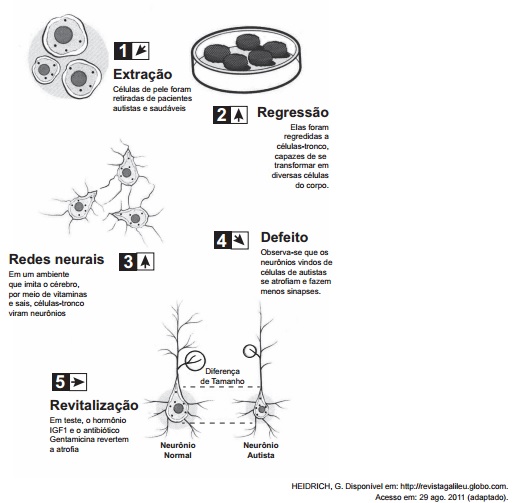 1
Extração
Células de pele foram
retiradas de pacientes
autistas e saudáveis
2
Regressão
Elas foram
regredidas a
células-tronco,
capazes de se
transformar em
diversas células
do corpo.
Redes neurais
3
Em um ambiente
que imita o cérebro,
por meio de vitaminas
e sais, células-tronco
viram neurônios
4
Defeito
Observa-se que os
neurônios vindos de
células de autistas
se atrofiam e fazem
menos sinapses.
5
Revitalização
Em teste, o hormônio
IGF1 e o antibiótico
Gentamicina revertem
a atrofia
Diferença
de Tamanho
Neurônio
Normal
Neurônio
Autista
HEIDRICH, G. Disponível em: http://revistagalileu.globo.com.
Acesso em: 29 ago. 2011 (adaptado).